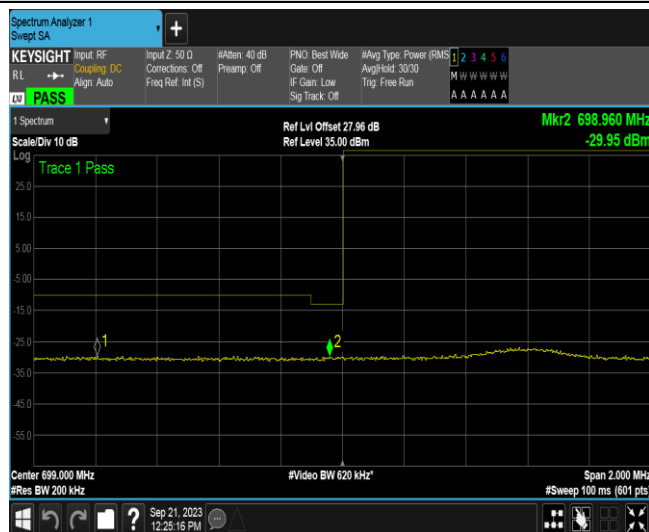 Spectrum Analyzer 1
Swept SA
+
KEYSIGHT
RL
LXI PASS
Input: RF
Coupling: DC
Align: Auto
Input Z: 50 Ω
Corrections: Off
Freq Ref: Int (S)
#Atten: 40 dB
Preamp: Off
PNO: Best Wide
Gate: Off
IF Gain: Low
Sig Track: Off
#Avg Type: Power (RMS
Avg|Hold: 30/30
Trig: Free Run
1 2 3 4 5 6
M W W W W W
A A A A A A
1 Spectrum
Scale/Div 10 dB
Ref Lvl Offset 27.96 dB
Ref Level 35.00 dBm
Mkr2 698.960 MHz
-29.95 dBm
Log
Trace 1 Pass
25.0
15.0
5.00
-5.00
-15.0
-25.0
-35.0
-45.0
-55.0
1
2
Center 699.000 MHz
#Res BW 200 kHz
#Video BW 620 kHz*
Span 2.000 MHz
#Sweep 100 ms (601 pts)
?
Sep 21, 2023
12:25:16 PM